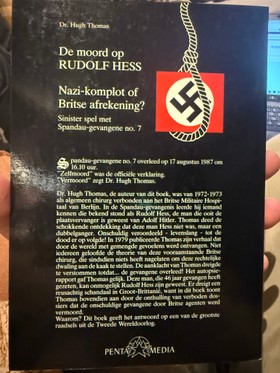 Dr. Hugh Thomas
De moord op
RUDOLF HESS
Nazi-komplot of
Britse afrekening?
Sinister spel met
Spandau-gevangene no. 7
Spandau-gevangene no. 7 overleed op 17 augustus 1987 om
16.10 uur.
"Zelfmoord" was de officiële verklaring.
"Vermoord" zegt Dr. Hugh Thomas.
Dr. Hugh Thomas, de auteur van dit boek, was van 1972-1973
als algemeen chirurg verbonden aan het Britse Militaire Hospi-
taal van Berlijn. In de Spandau-gevangenis leerde hij iemand
kennen die bekend stond als Rudolf Hess, de man die ooit de
plaatsvervanger is geweest van Adolf Hitler. Thomas deed de
schokkende ontdekking dat deze man Hess niet was, maar een
dubbelganger. Onschuldig veroordeeld - levenslang - tot de
dood er op volgde! In 1979 publiceerde Thomas zijn verhaal dat
door de wereld met gemengde gevoelens werd ontvangen. Niet
iedereen geloofde de theorie van deze vooraanstaande Britse
chirurg, die sindsdien niets heeft nagelaten om deze rechtelijke
dwaling aan de kaak te stellen. De aanklacht van Thomas dreigde
te verstommen totdat... de gevangene overleed! Het autopsie-
rapport gaf Thomas gelijk. Deze man, die 46 jaar gevangen heeft
gezeten, kan onmogelijk Rudolf Hess zijn geweest. Er dreigt een
reusachtig schandaal in Groot-Brittannië, want in dit boek toont
Thomas bovendien aan door de onthulling van verboden dos-
siers dat de onschuldige gevangene door Britse agenten werd
vermoord.
Waarom? Dit boek geeft het antwoord op een van de grootste
raadsels uit de Tweede Wereldoorlog.
PENTA MEDIA